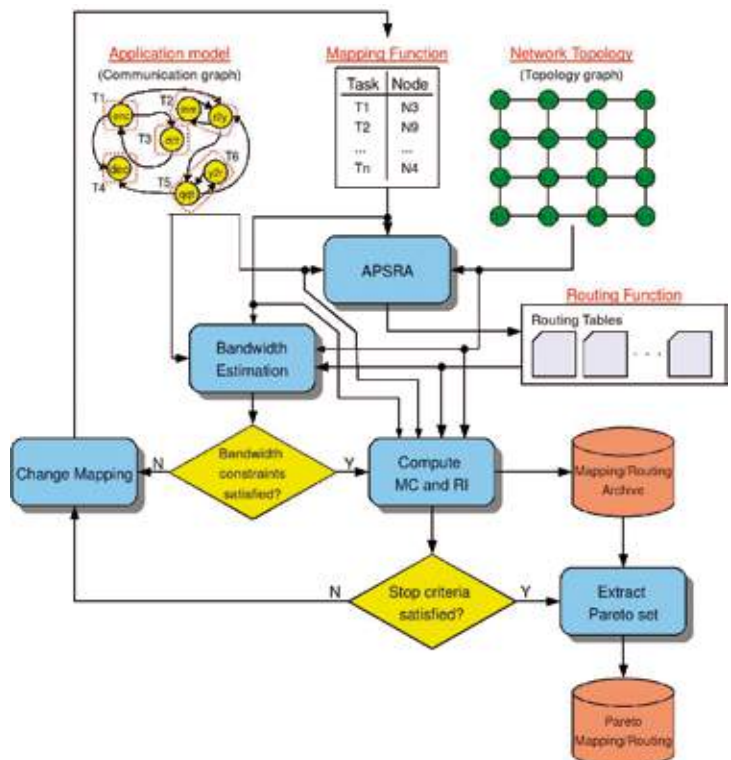 Application model
(Communication graph)
Mapping Function
Network Topology
(Topology graph)
Task Node
T1 N3
T2 N9
... ...
Tn N4
T1
T2
T3
T4
T5
T6
enc
dec
APSRA
Routing Function
Routing Tables
. . .
Bandwidth
Estimation
Change Mapping
N
Bandwidth
constraints
satisfied?
Y
Compute
MC and RI
Mapping/Routing
Archive
N
Stop criteria
satisfied?
Y
Extract
Pareto set
Pareto
Mapping/Routing